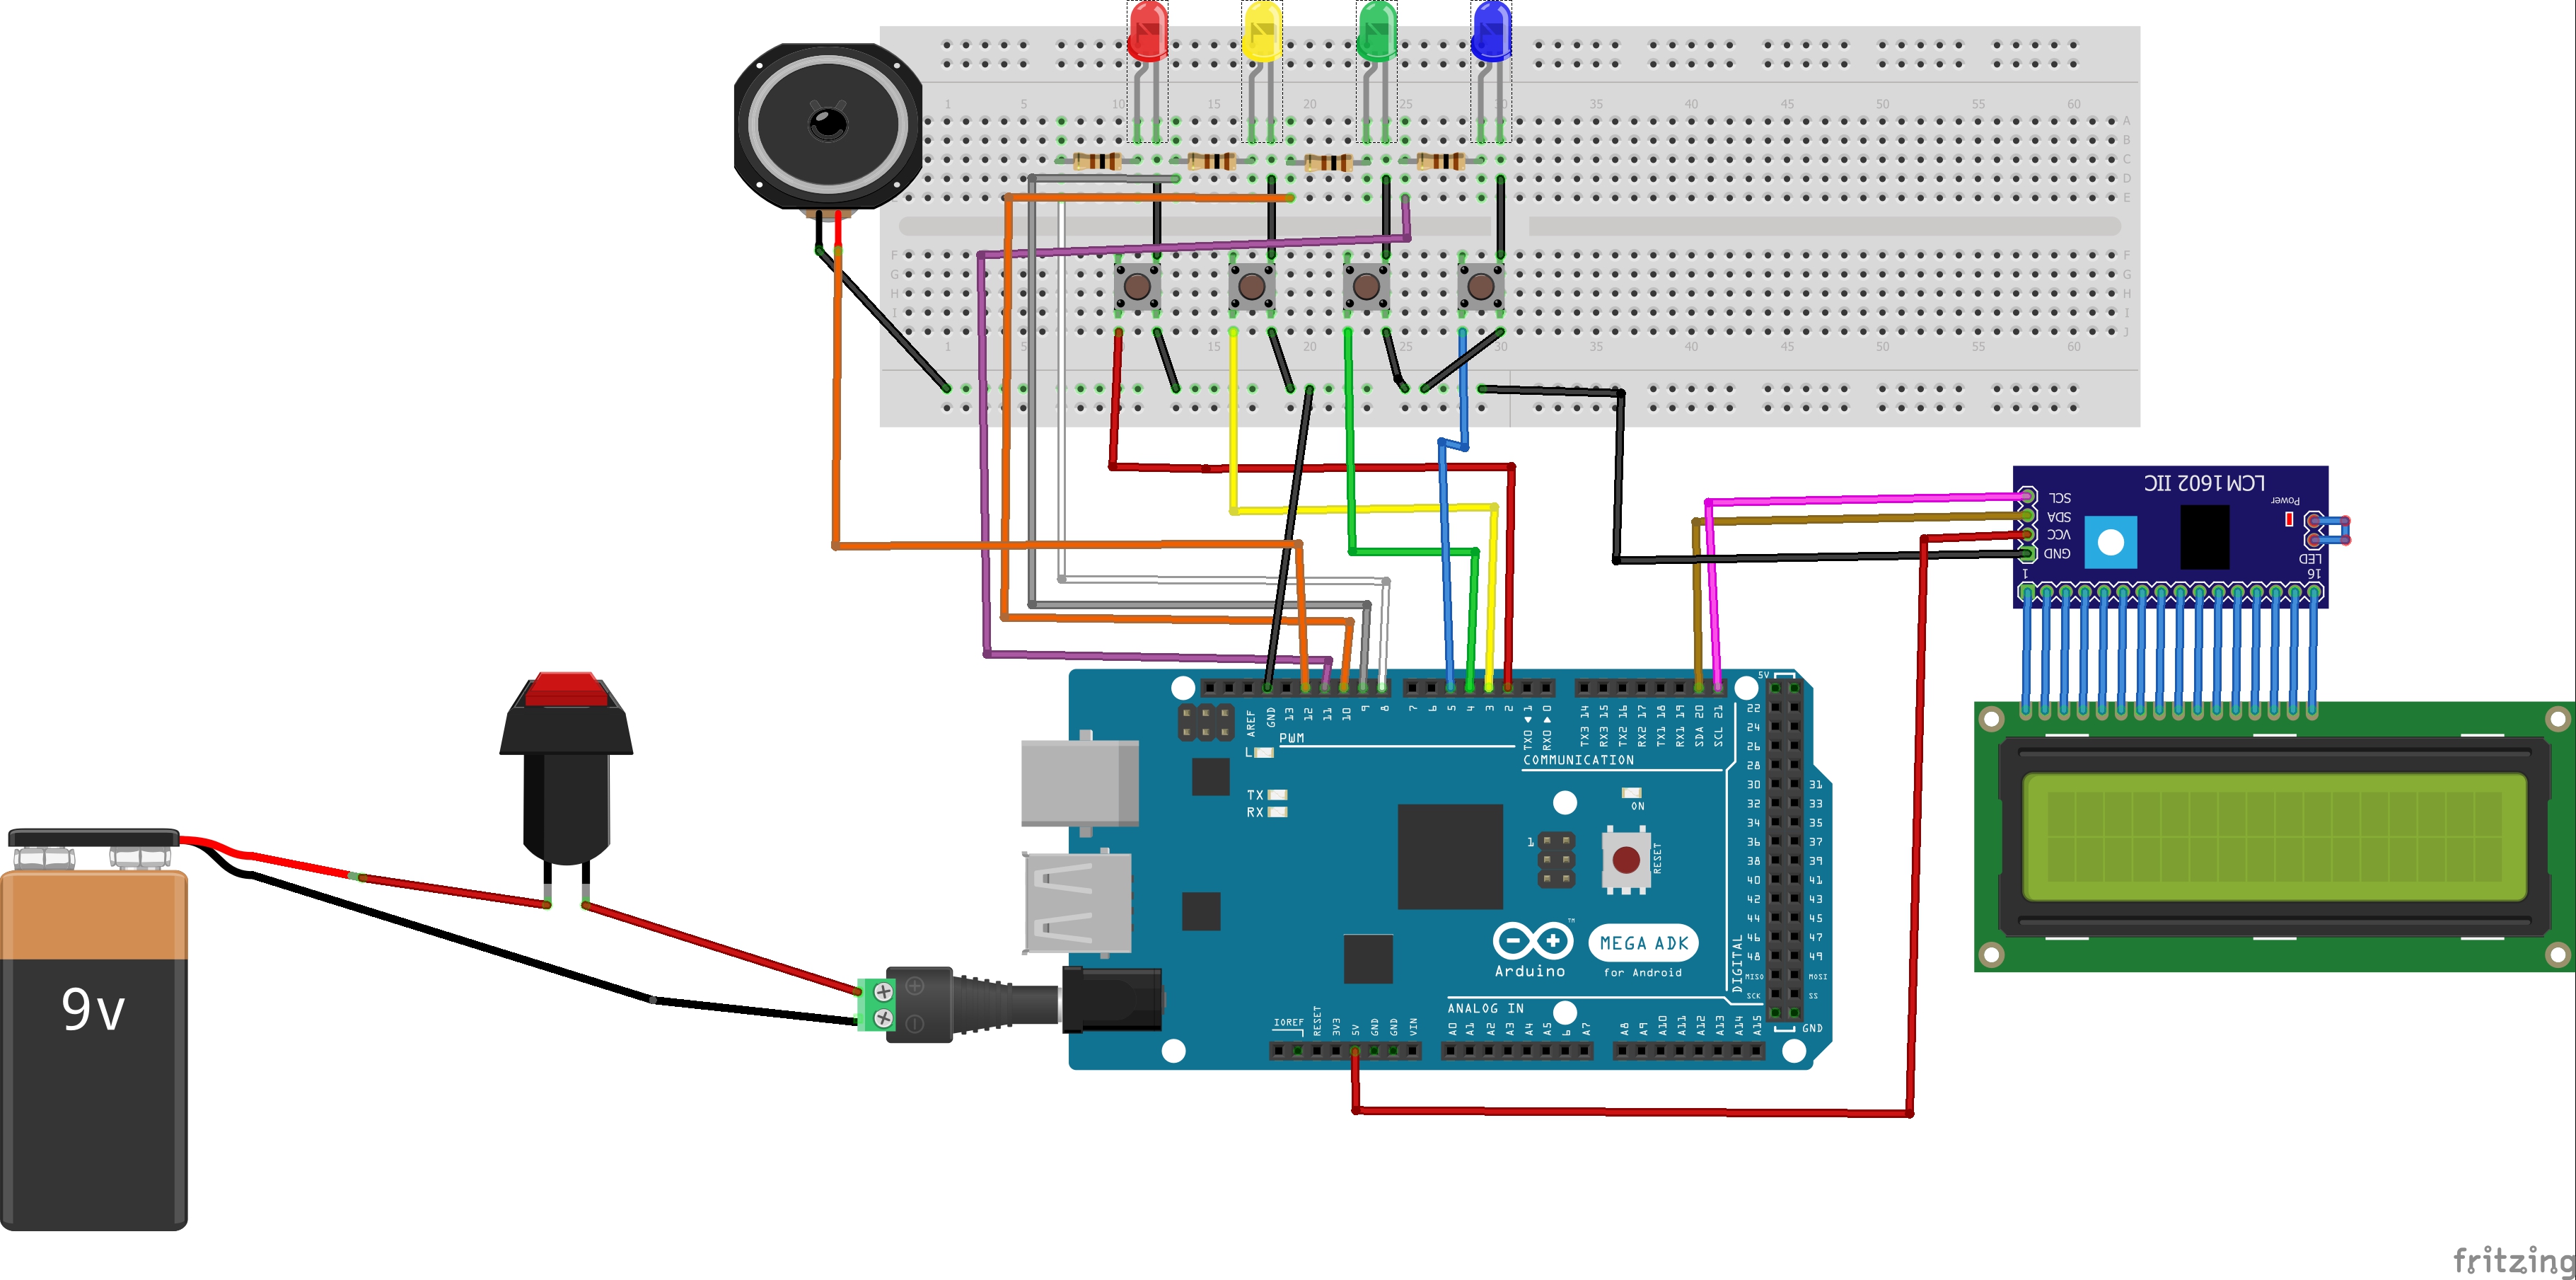 1 5 10 15 20 25 30 35 40 45 50 55 60
A
B
C
D
E
F
G
H
I
J
1 5 15 20 25 30 35 40 45 50 55 60
LCM 1602 IIC
Power
SCL
SDA
VCC
GND
LED
1
16
5V
AREF GND 13 12 11 10 9 8 7 6 5 4 3 2 TX0 ▶ 1 RX0 ◀ 0 TX3 14 RX3 15 TX2 16 RX2 17 TX1 18 RX1 19 SDA 20 SCL 21
PWM
COMMUNICATION
L
TX
RX
ON
1
RESET
22
24
26
28
30 31
32 33
34 35
36 37
38 39
40 41
42 43
44 45
46 47
48 49
MISO MOSI
SCK SS
GND
DIGITAL
Arduino
TM
MEGA ADK
for Android
ANALOG IN
IOREF RESET 3V3 5V GND GND VIN A0 A1 A2 A3 A4 A5 6 A7 A8 A9 A10 A11 A12 A13 A14 A15
9v
fritzing